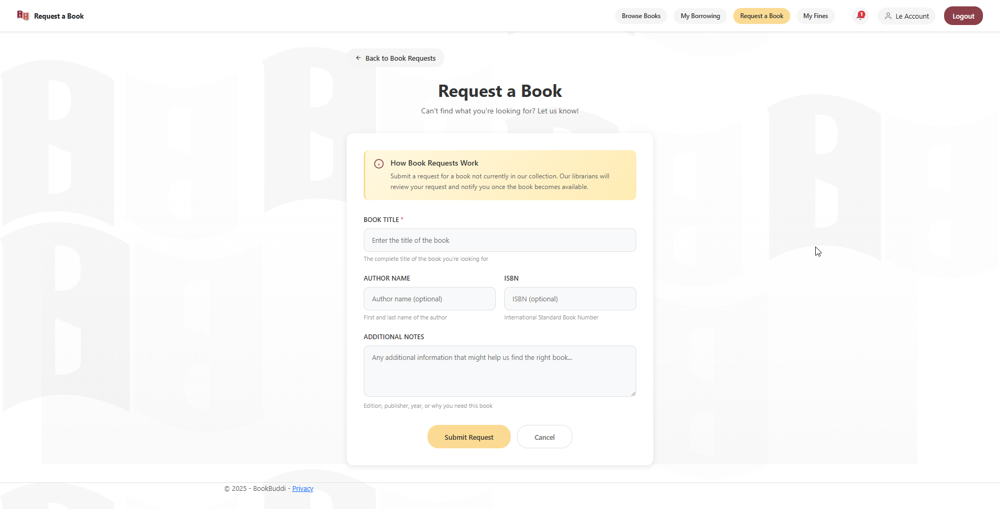 Request a Book
Browse Books
My Borrowing
Request a Book
My Fines
1
Le Account
Logout
← Back to Book Requests
Request a Book
Can't find what you're looking for? Let us know!
How Book Requests Work
Submit a request for a book not currently in our collection. Our librarians will
review your request and notify you once the book becomes available.
BOOK TITLE *
Enter the title of the book
The complete title of the book you're looking for
AUTHOR NAME
ISBN
Author name (optional)
ISBN (optional)
First and last name of the author
International Standard Book Number
ADDITIONAL NOTES
Any additional information that might help us find the right book...
Edition, publisher, year, or why you need this book
Submit Request
Cancel
© 2025 - BookBuddi - Privacy